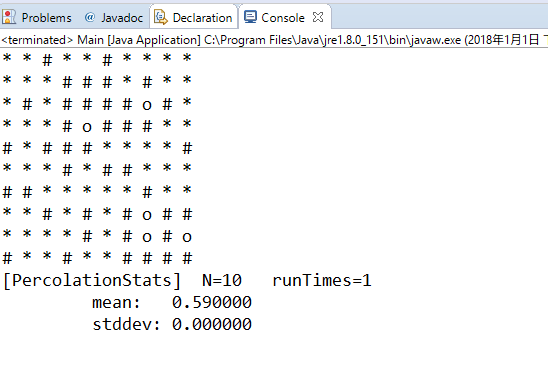 Problems @ Javadoc Declaration Console
<terminated> Main [Java Application] C:\Program Files\Java\jre1.8.0_151\bin\javaw.exe (2018年1月1日 下
* * # * * # * * * *
* * * # # # * # * *
* # * # # # # o # *
* * * # o # # # * *
# * # # # * * * * #
* * * # * # # * * *
# # * * * * * # * *
* * # * # * # o # #
* * * * # * # o # o
# * * # * * # # # #
[PercolationStats] N=10 runTimes=1
mean: 0.590000
stddev: 0.000000